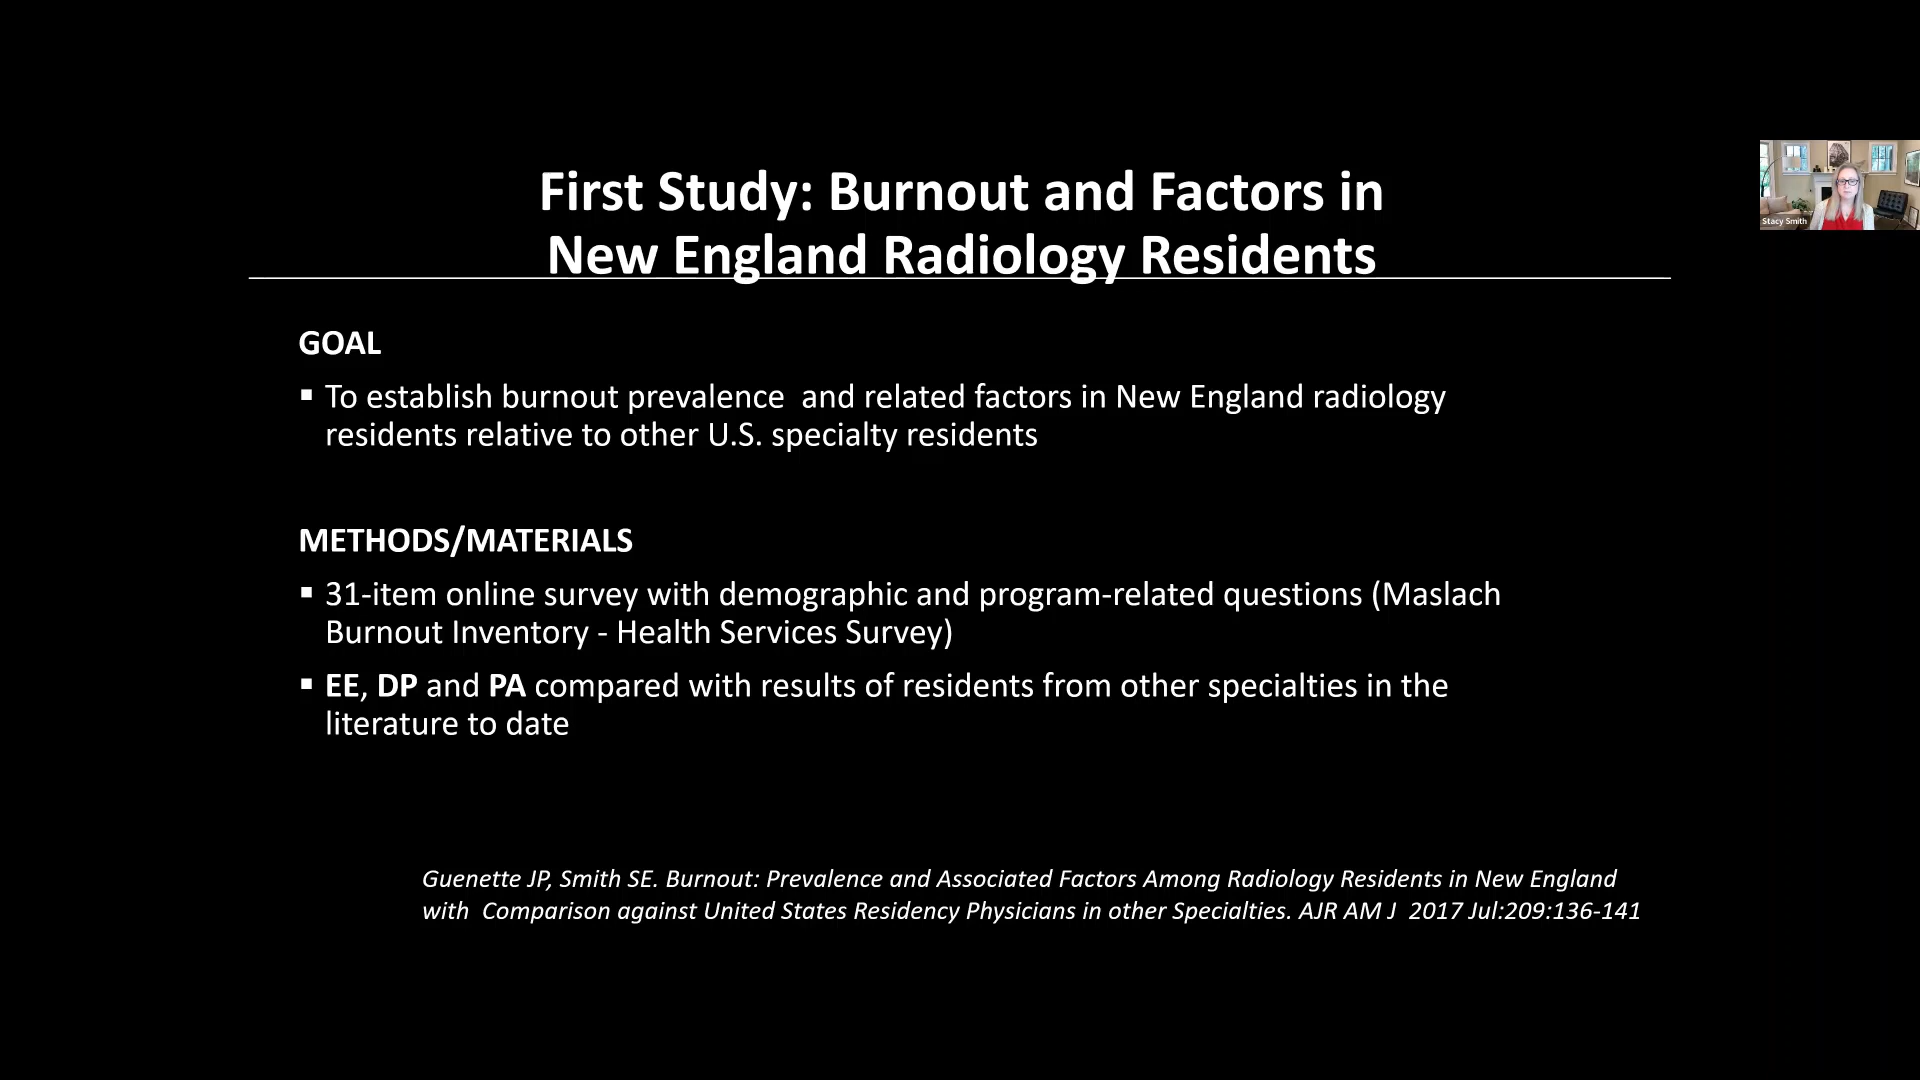 First Study: Burnout and Factors in
New England Radiology Residents
Stacy Smith
GOAL
▪ To establish burnout prevalence  and related factors in New England radiology
residents relative to other U.S. specialty residents
METHODS/MATERIALS
▪ 31-item online survey with demographic and program-related questions (Maslach
Burnout Inventory - Health Services Survey)
▪ EE, DP and PA compared with results of residents from other specialties in the
literature to date
Guenette JP, Smith SE. Burnout: Prevalence and Associated Factors Among Radiology Residents in New England
with  Comparison against United States Residency Physicians in other Specialties. AJR AM J  2017 Jul:209:136-141